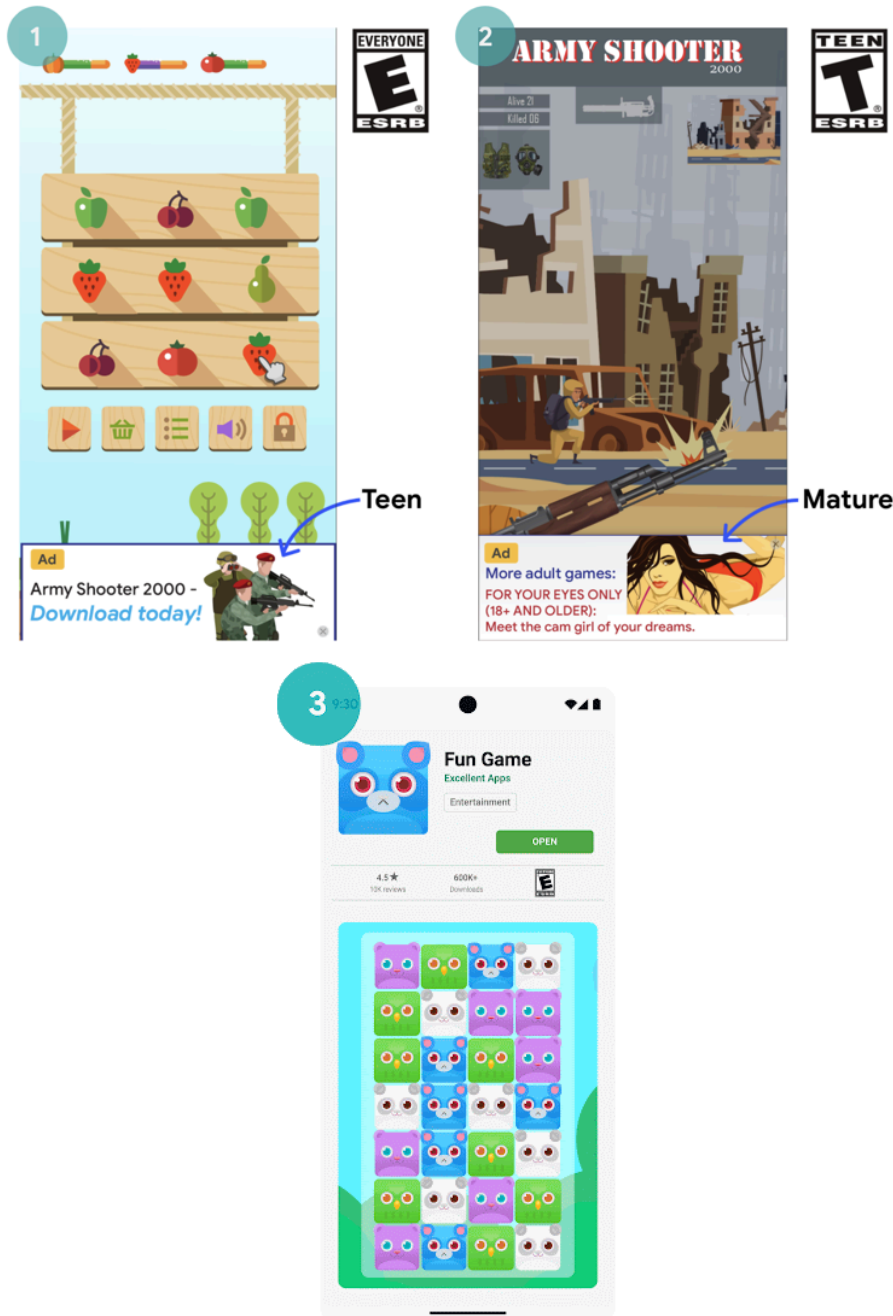 1
EVERYONE
E
®
ESRB
Teen
Ad
Army Shooter 2000 -
Download today!
2
ARMY SHOOTER
2000
TEEN
T
®
ESRB
Alive 21
Killed 06
Mature
Ad
More adult games:
FOR YOUR EYES ONLY
(18+ AND OLDER):
Meet the cam girl of your dreams.
3
9:30
Fun Game
Excellent Apps
Entertainment
OPEN
4.5★
600K+
E
10K reviews
Downloads